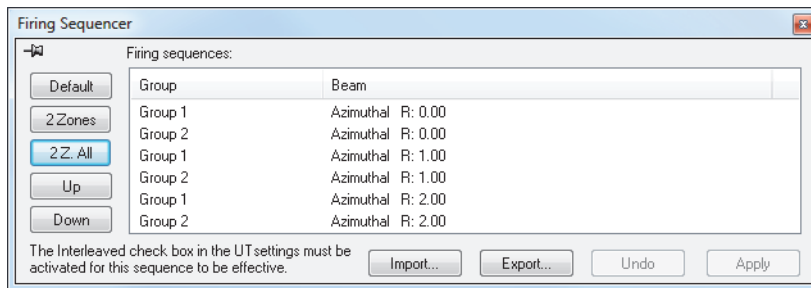 Firing Sequencer
Firing sequences:
Default
2 Zones
2 Z. All
Up
Down
Group Beam
Group 1 Azimuthal R: 0.00
Group 2 Azimuthal R: 0.00
Group 1 Azimuthal R: 1.00
Group 2 Azimuthal R: 1.00
Group 1 Azimuthal R: 2.00
Group 2 Azimuthal R: 2.00
The Interleaved check box in the UT settings must be
activated for this sequence to be effective.
Import... Export... Undo Apply